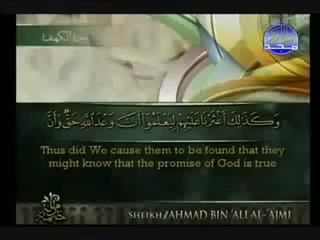 سورة الكهف
المجد
وَكَذَٰلِكَ أَعْثَرْنَا عَلَيْهِمْ لِيَعْلَمُوا أَنَّ وَعْدَ اللَّهِ حَقٌّ وَأَنَّ
Thus did We cause them to be found that they
might know that the promise of God is true
SHEIKH/AHMAD BIN 'ALI AL-'AJMI